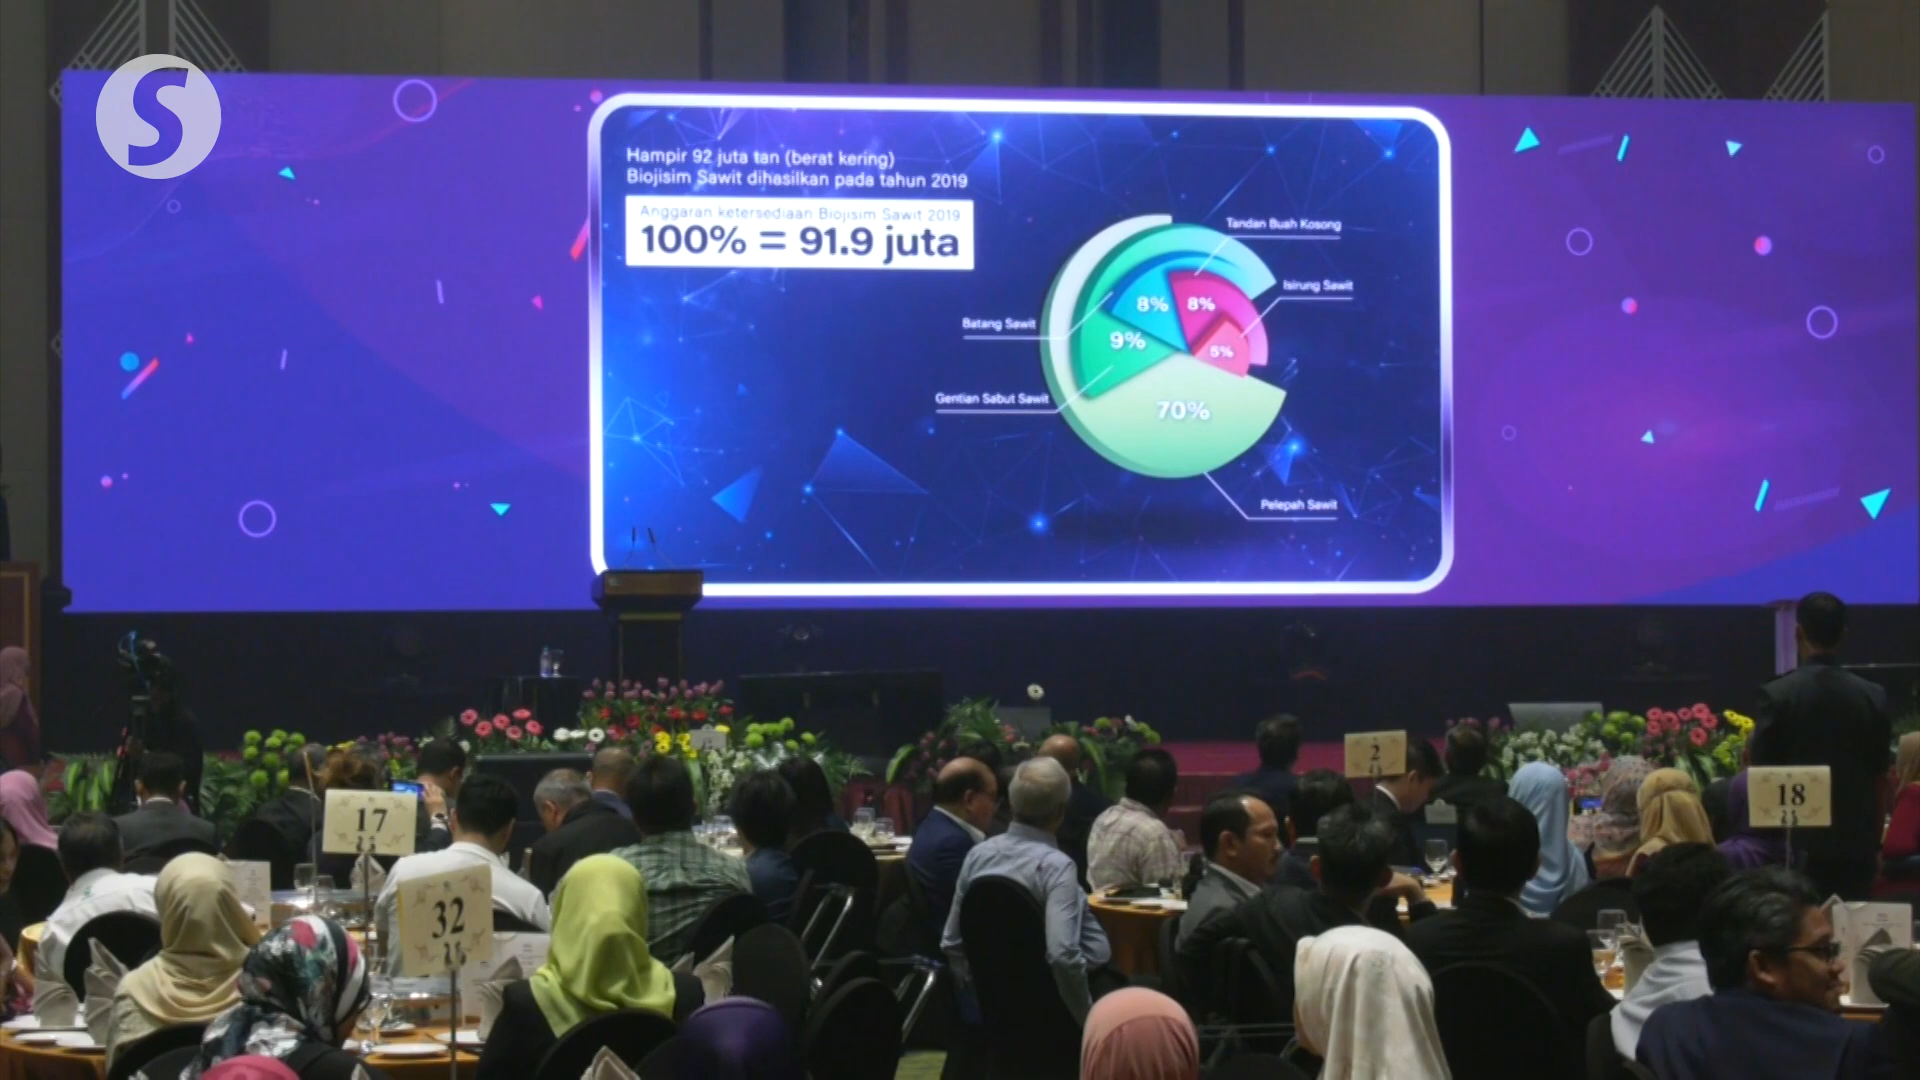 S
Hampir 92 juta tan (berat kering)
Biojisim Sawit dihasilkan pada tahun 2019
Anggaran ketersediaan Biojisim Sawit 2019
100% = 91.9 juta
Tandan Buah Kosong
Isirung Sawit
Batang Sawit
8%
8%
9%
5%
Gentian Sabut Sawit
70%
Pelepah Sawit
2
17
18
32